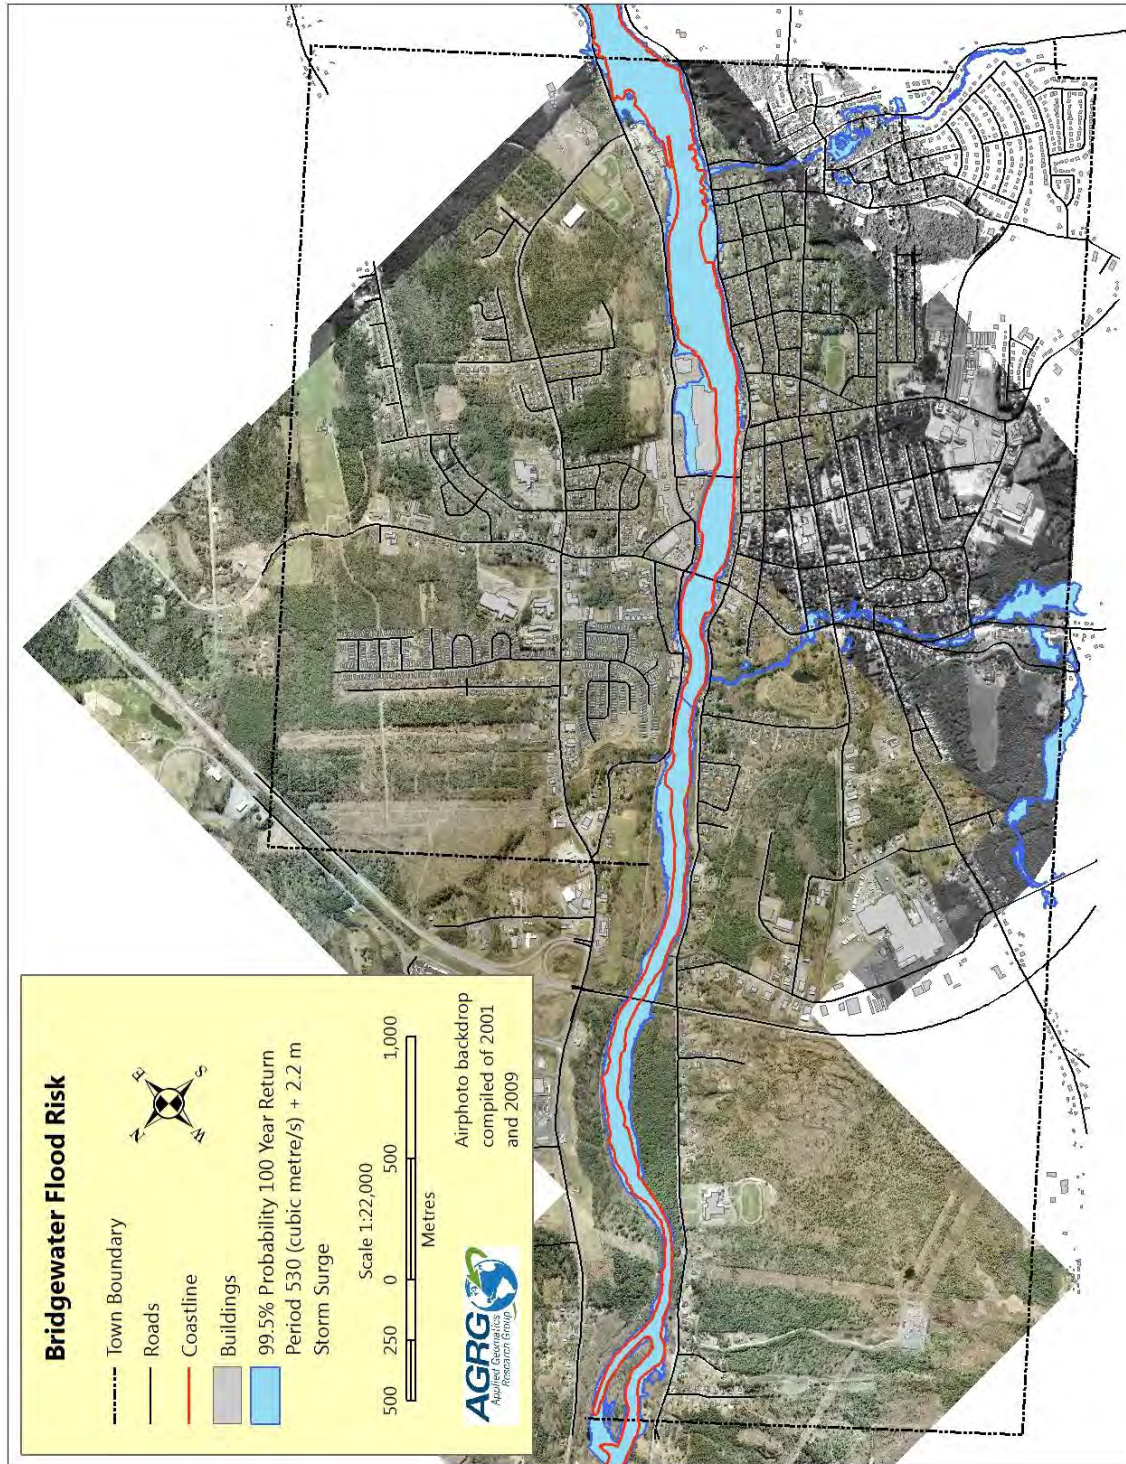 Bridgewater Flood Risk
Town Boundary
Roads
Coastline
Buildings
99.5% Probability 100 Year Return
Period 530 (cubic metre/s) + 2.2 m
Storm Surge
N
E
S
W
Scale 1:22,000
500 250 0 500 1,000
Metres
AGRG
Applied Geomatics
Research Group
Airphoto backdrop
compiled of 2001
and 2009